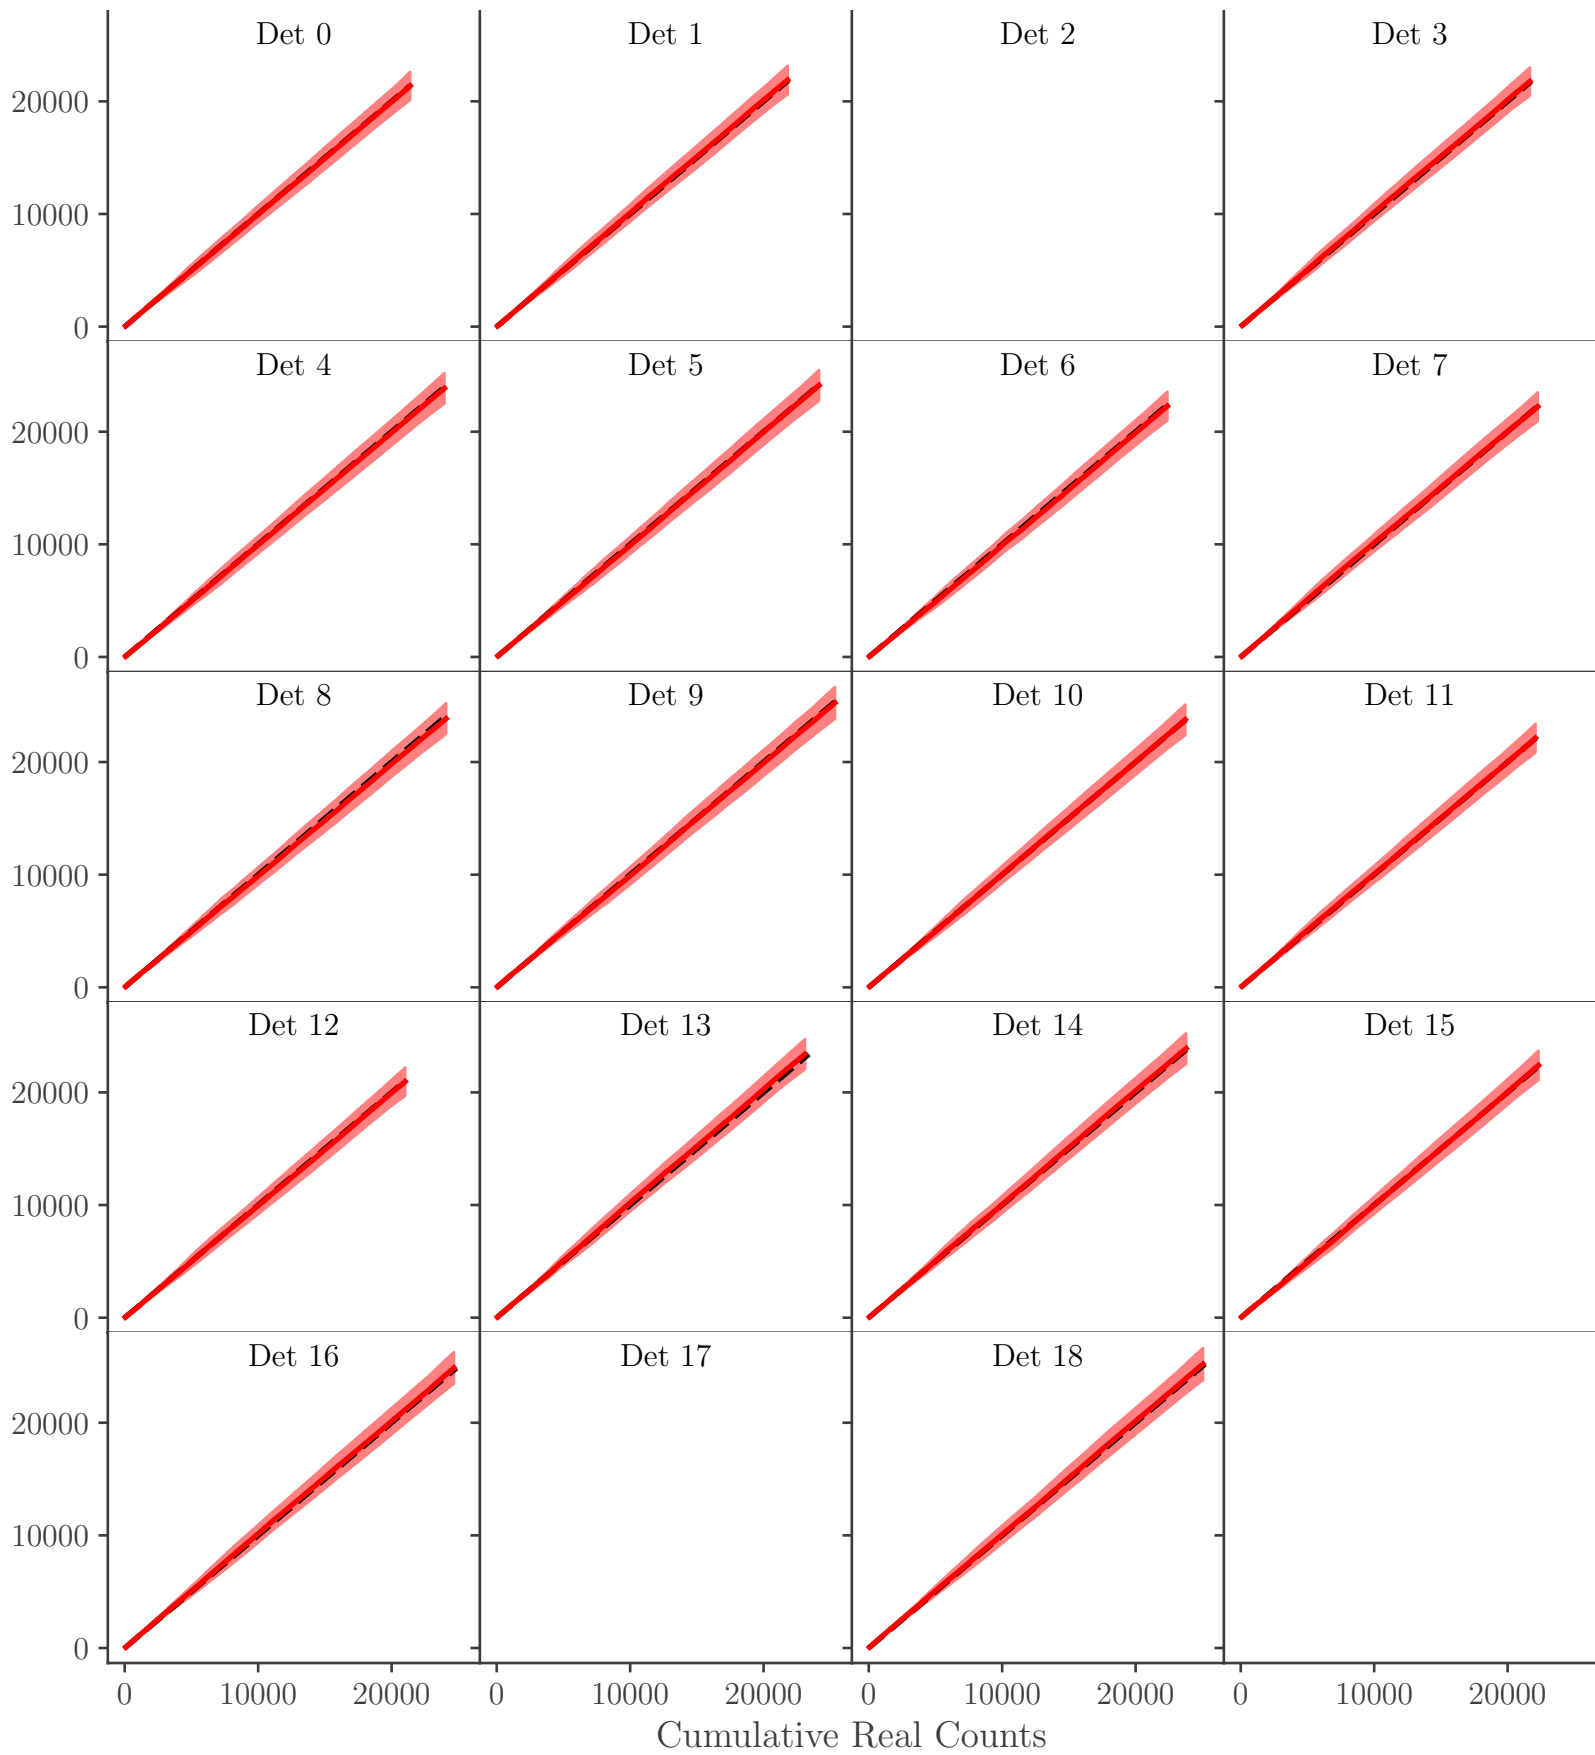 Det 0 Det 1 Det 2 Det 3
20000
10000
0
Det 4 Det 5 Det 6 Det 7
20000
10000
0
Det 8 Det 9 Det 10 Det 11
20000
10000
0
Det 12 Det 13 Det 14 Det 15
20000
10000
0
Det 16 Det 17 Det 18
20000
10000
0
0 10000 20000 0 10000 20000 0 10000 20000 0 10000 20000
Cumulative Real Counts